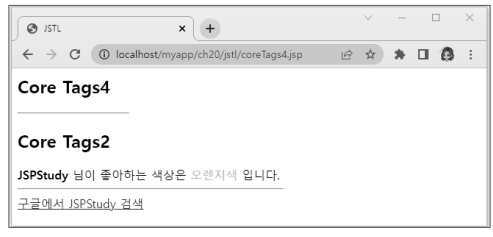 JSTL
localhost/myapp/ch20/jstl/coreTags4.jsp
Core Tags4
Core Tags2
JSPStudy 님이 좋아하는 색상은 오렌지색 입니다.
구글에서 JSPStudy 검색